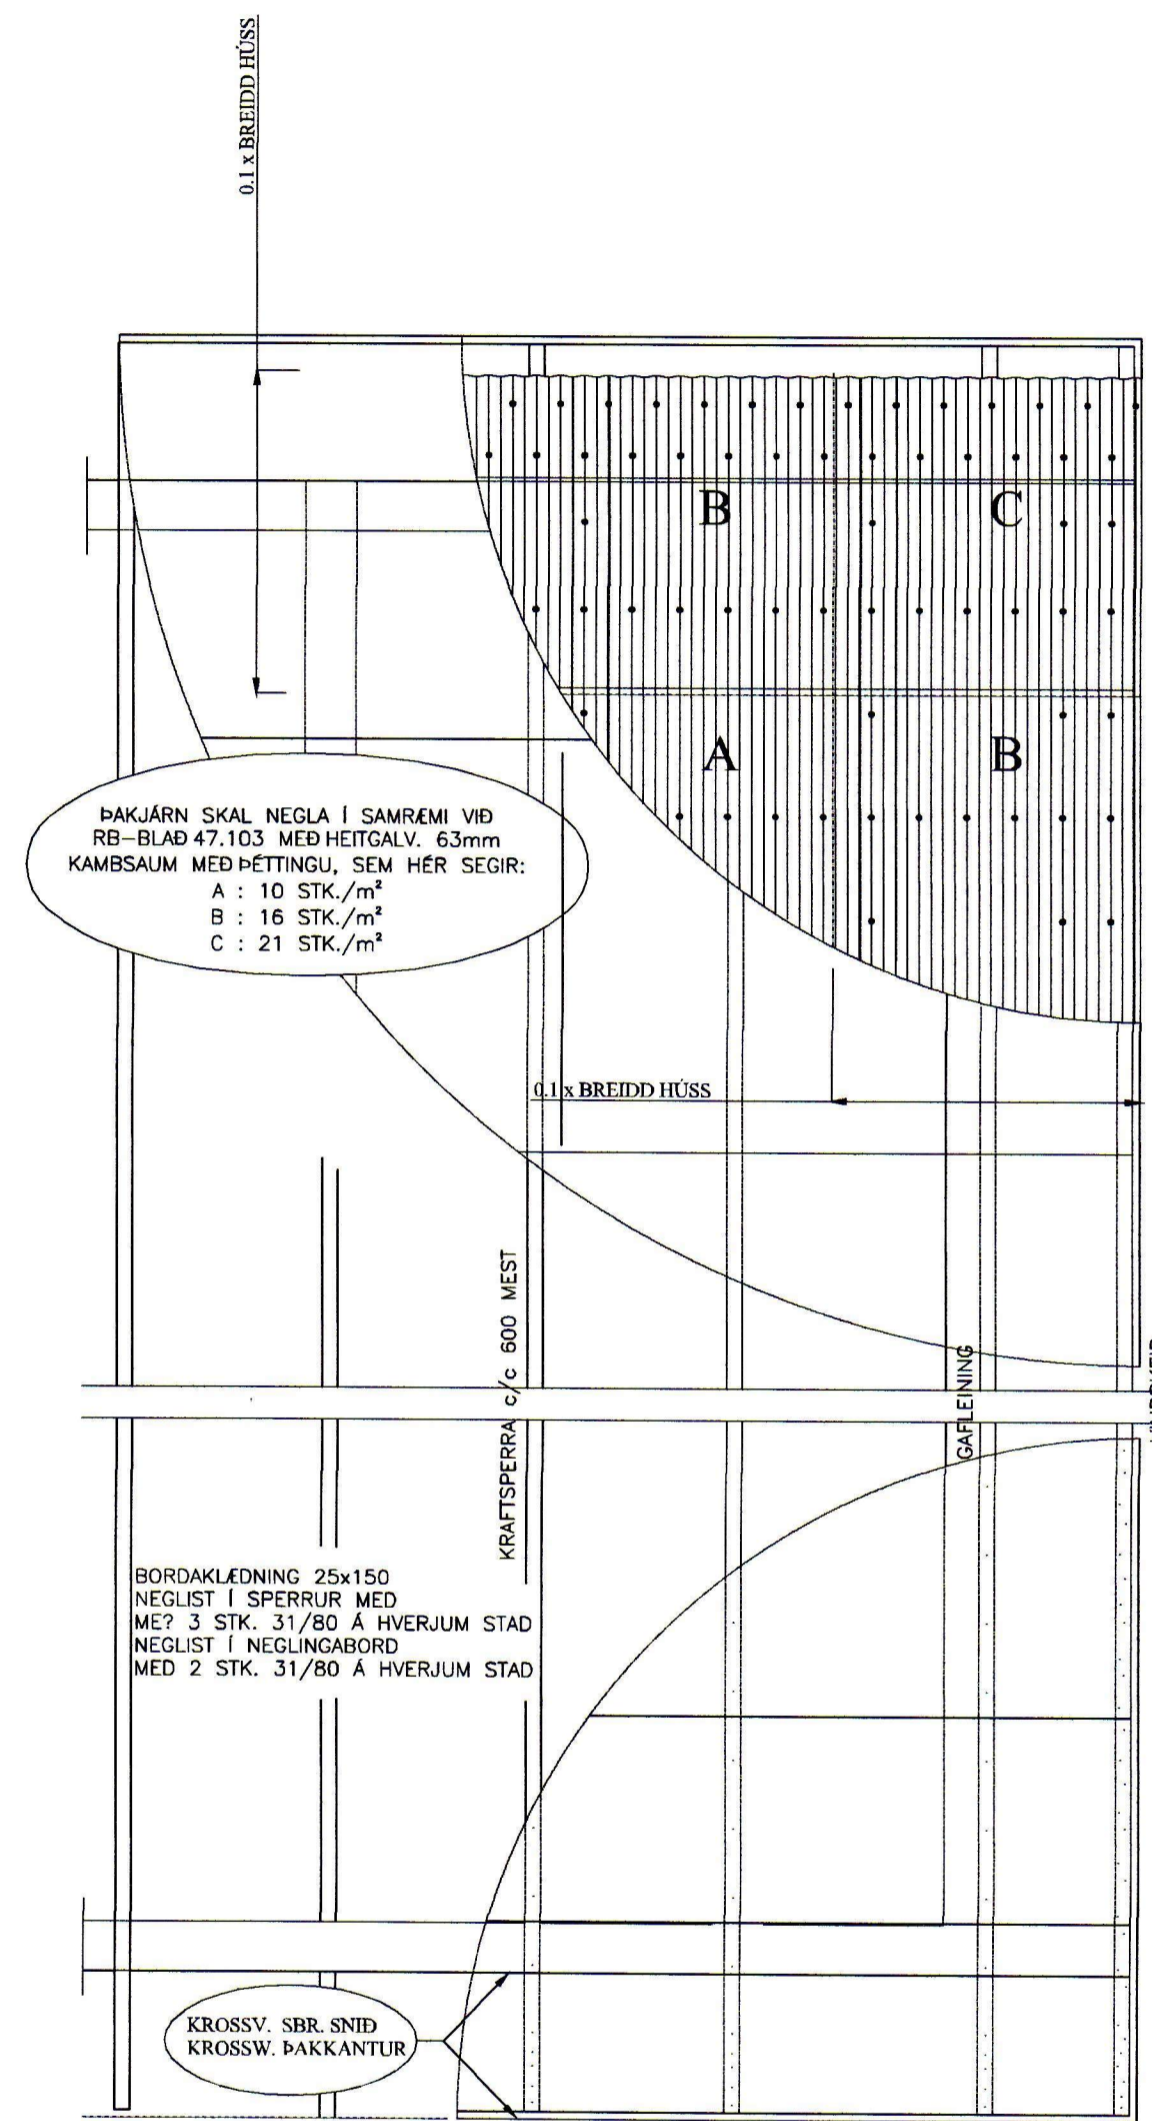 0.1 x BREIDD HÚSS
B
C
A
B
ÞAKJÁRN SKAL NEGLA Í SAMRÆMI VIÐ
RB-BLAÐ 47.103 MEÐ HEITGALV. 63mm
KAMBSAUM MEÐ ÞÉTTINGU, SEM HÉR SEGIR:
A : 10 STK./m²
B : 16 STK./m²
C : 21 STK./m²
0.1 x BREIDD HÚSS
KRAFTSPERRA c/c 600 MEST
GAFLEINING
BORDAKLÆDNING 25x150
NEGLIST Í SPERRUR MED
ME? 3 STK. 31/80 Á HVERJUM STAD
NEGLIST Í NEGLINGABORD
MED 2 STK. 31/80 Á HVERJUM STAD
KROSSV. SBR. SNIÐ
KROSSW. ÞAKKANTUR